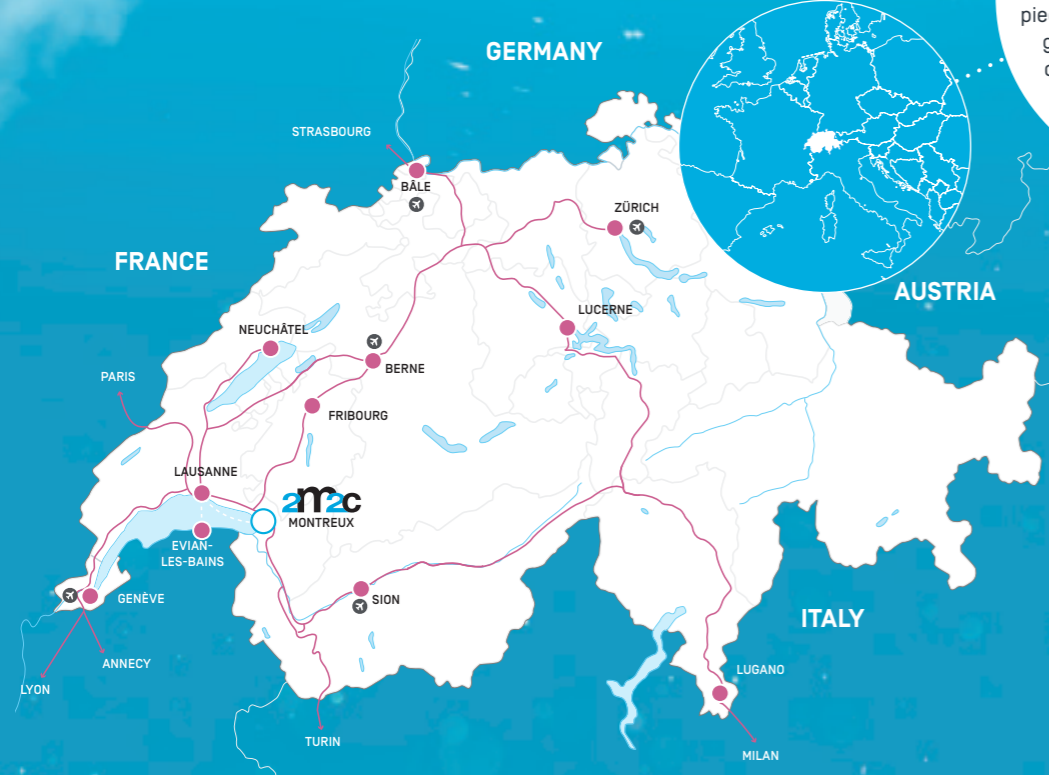 pie
GERMANY
STRASBOURG
BÂLE
ZÜRICH
FRANCE
AUSTRIA
LUCERNE
NEUCHÂTEL
BERNE
PARIS
FRIBOURG
LAUSANNE
2m2c
MONTREUX
EVIAN-
LES-BAINS
GENÈVE
SION
ITALY
ANNECY
LUGANO
LYON
TURIN
MILAN